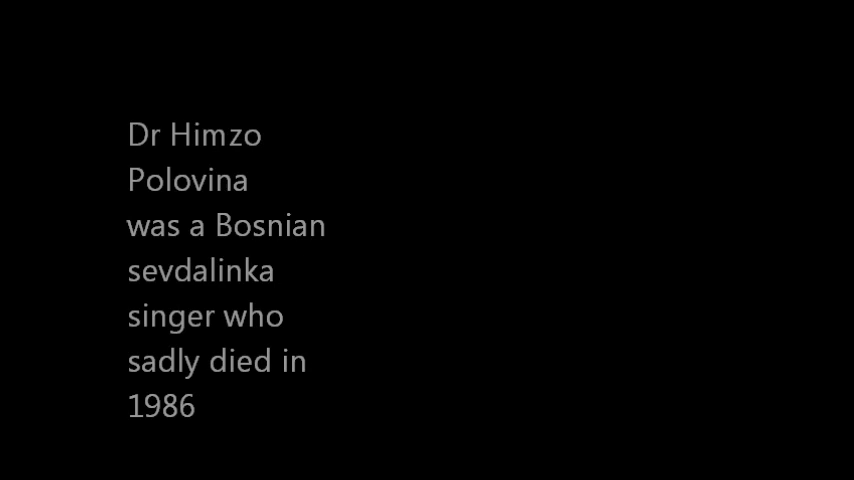 Dr Himzo
Polovina
was a Bosnian
sevdalinka
singer who
sadly died in
1986